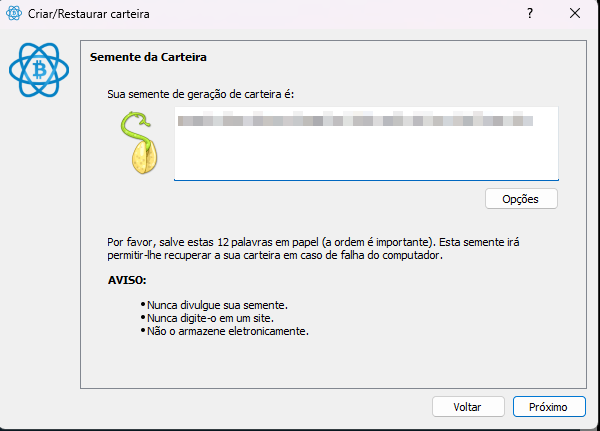 Criar/Restaurar carteira
Semente da Carteira
Sua semente de geração de carteira é:
Opções
Por favor, salve estas 12 palavras em papel (a ordem é importante). Esta semente irá
permitir-lhe recuperar a sua carteira em caso de falha do computador.
AVISO:
•Nunca divulgue sua semente.
•Nunca digite-o em um site.
•Não o armazene eletronicamente.
Voltar
Próximo